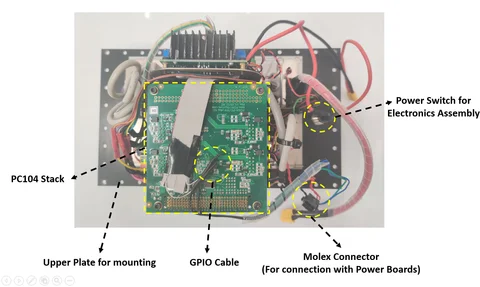 Power Switch for
Electronics Assembly
PC104 Stack
Upper Plate for mounting
GPIO Cable
Molex Connector
(For connection with Power Boards)